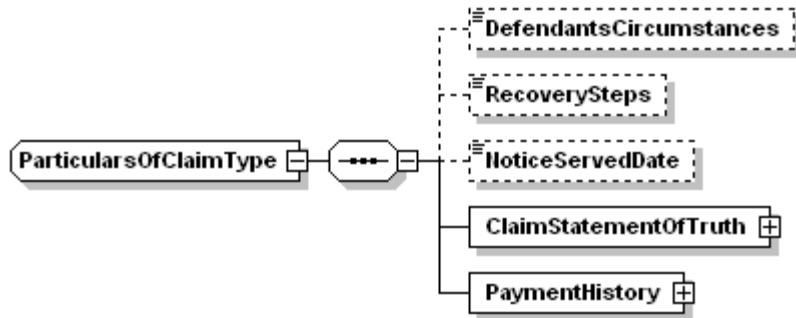 DefendantsCircumstances
RecoverySteps
NoticeServedDate
ParticularsOfClaimType
ClaimStatementOfTruth
PaymentHistory